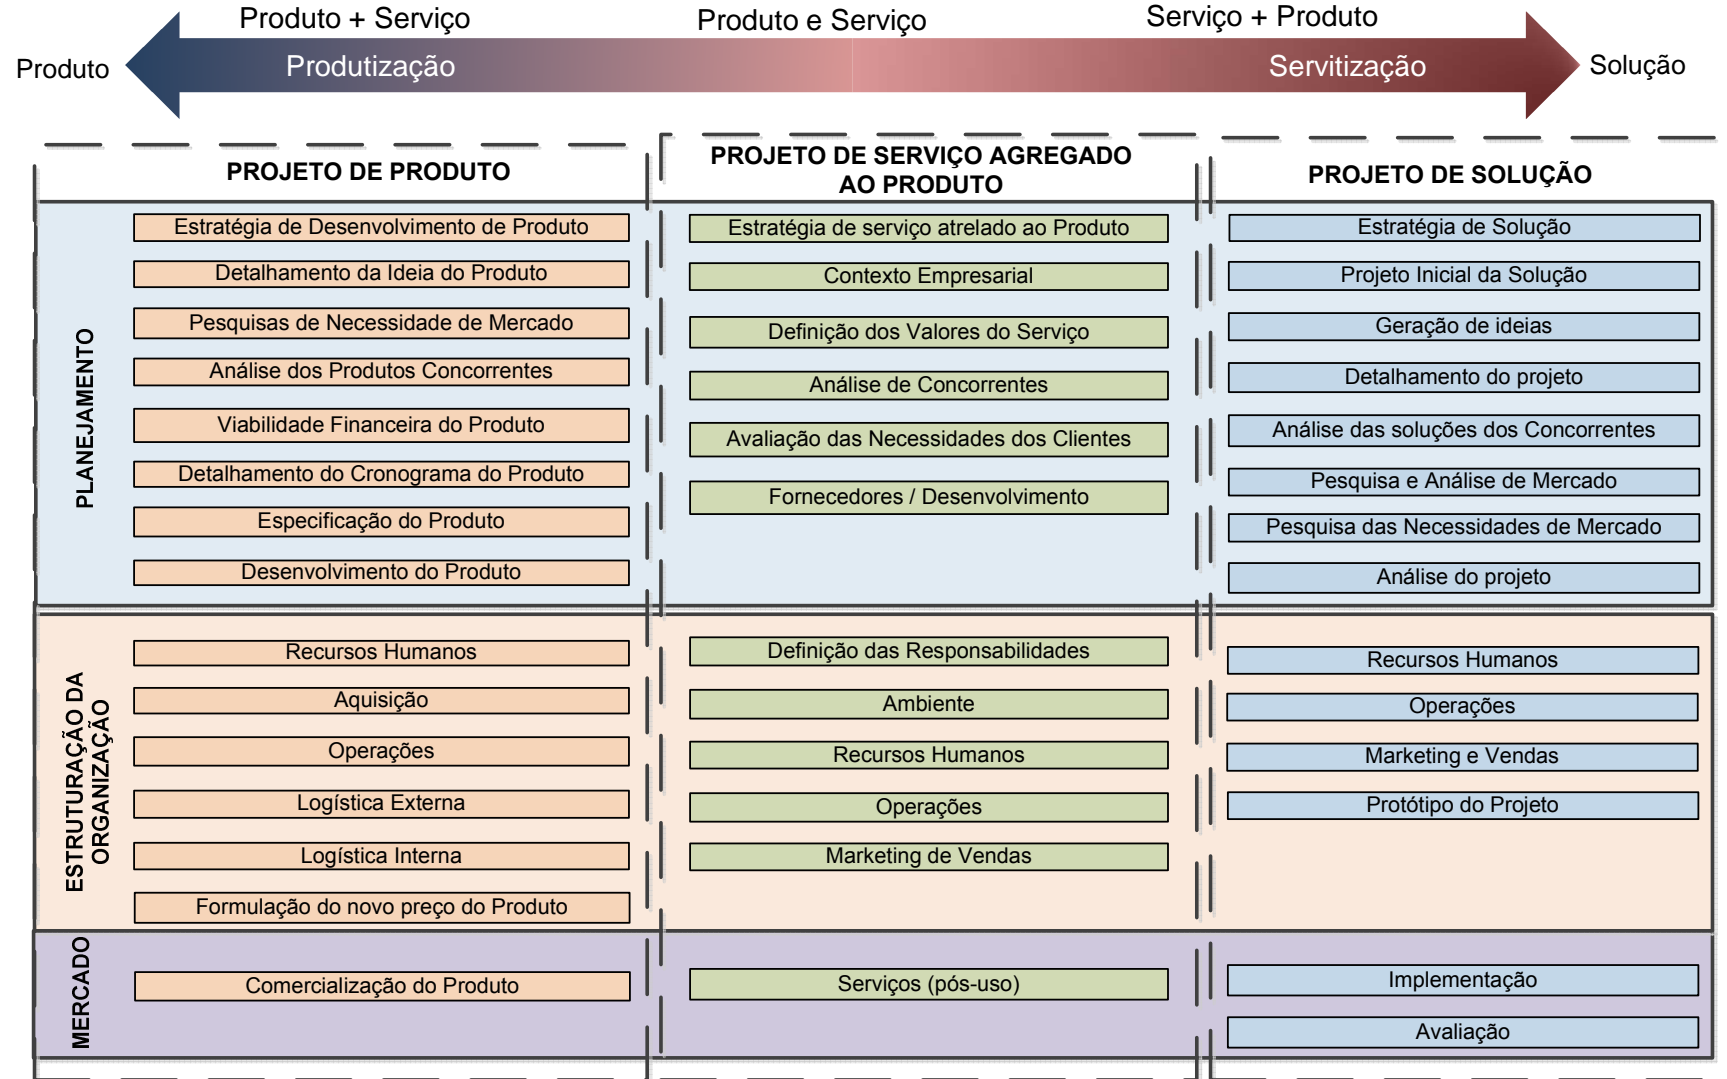 Produto + Serviço
Produto e Serviço
Serviço + Produto
Produto
Produtização
Servitização
Solução
PROJETO DE PRODUTO
PROJETO DE SERVIÇO AGREGADO
AO PRODUTO
PROJETO DE SOLUÇÃO
PLANEJAMENTO
Estratégia de Desenvolvimento de Produto
Detalhamento da Ideia do Produto
Pesquisas de Necessidade de Mercado
Análise dos Produtos Concorrentes
Viabilidade Financeira do Produto
Detalhamento do Cronograma do Produto
Especificação do Produto
Desenvolvimento do Produto
Estratégia de serviço atrelado ao Produto
Contexto Empresarial
Definição dos Valores do Serviço
Análise de Concorrentes
Avaliação das Necessidades dos Clientes
Fornecedores / Desenvolvimento
Estratégia de Solução
Projeto Inicial da Solução
Geração de ideias
Detalhamento do projeto
Análise das soluções dos Concorrentes
Pesquisa e Análise de Mercado
Pesquisa das Necessidades de Mercado
Análise do projeto
ESTRUTURAÇÃO DA
ORGANIZAÇÃO
Recursos Humanos
Aquisição
Operações
Logística Externa
Logística Interna
Formulação do novo preço do Produto
Definição das Responsabilidades
Ambiente
Recursos Humanos
Operações
Marketing de Vendas
Recursos Humanos
Operações
Marketing e Vendas
Protótipo do Projeto
MERCADO
Comercialização do Produto
Serviços (pós-uso)
Implementação
Avaliação